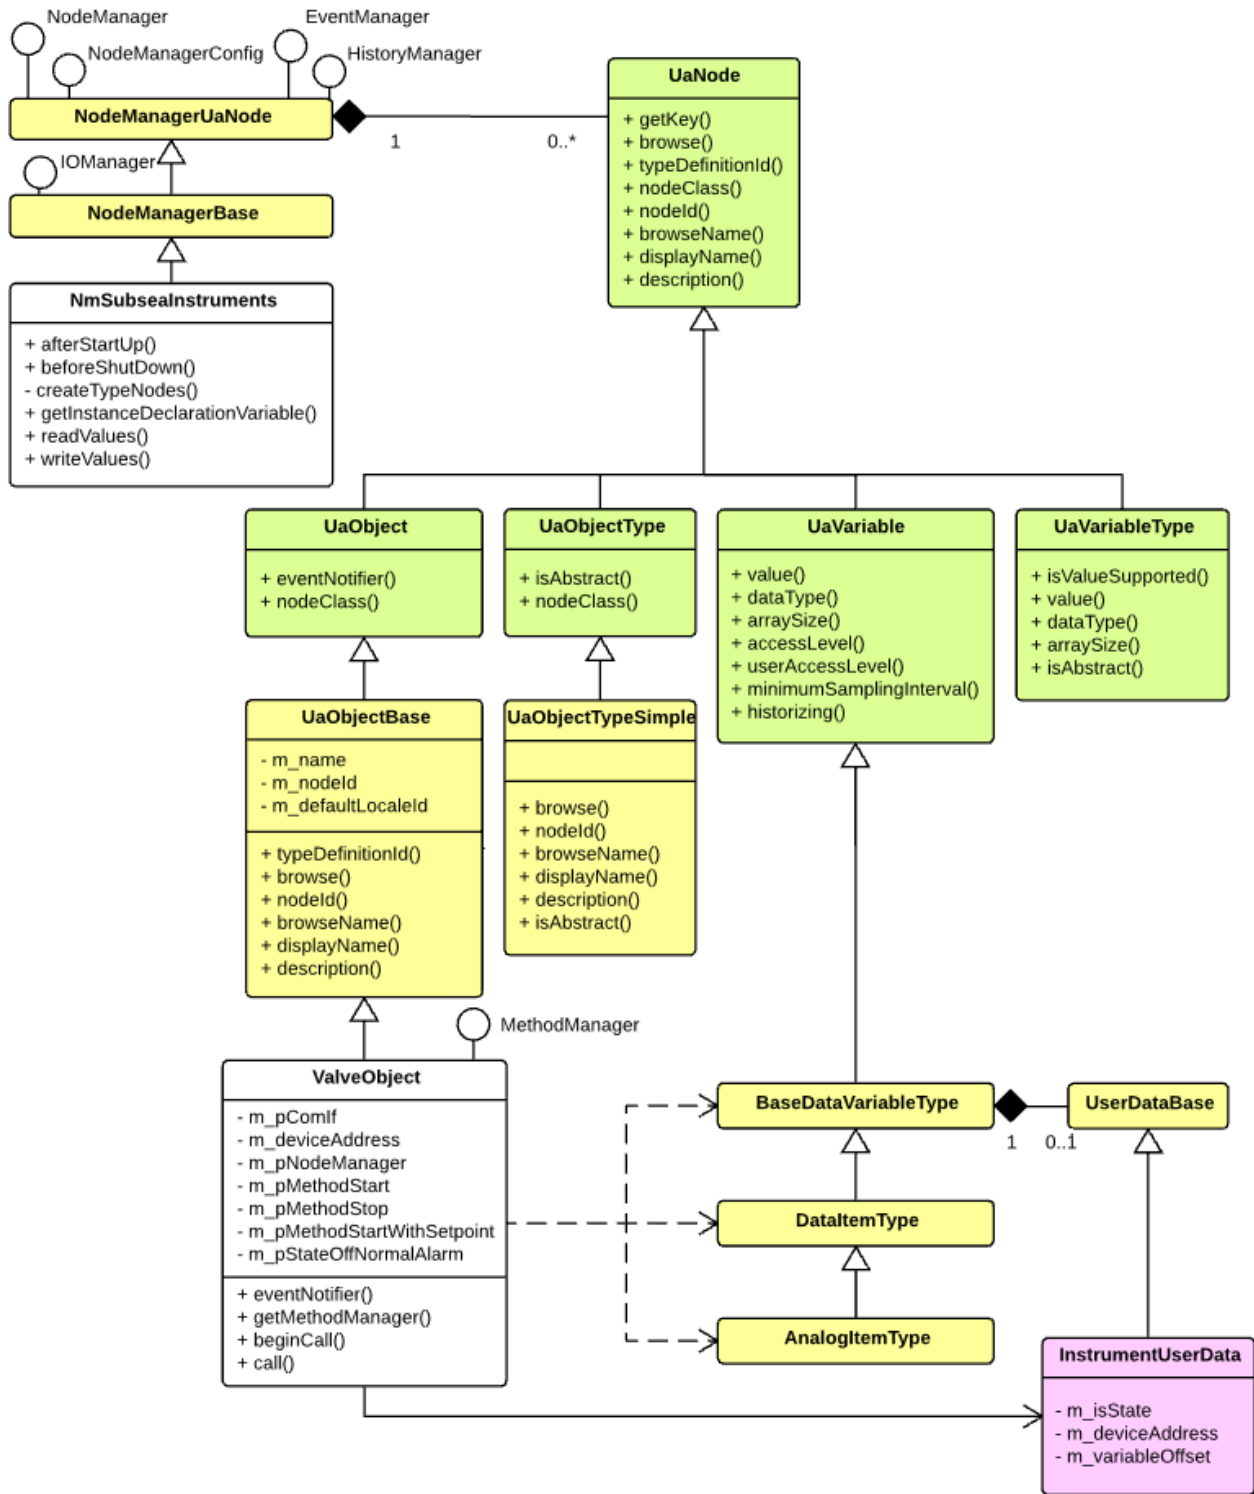 NodeManager
EventManager
NodeManagerConfig
HistoryManager
NodeManagerUaNode
1
0..*
IOManager
NodeManagerBase
NmSubseaInstruments
+ afterStartUp()
+ beforeShutDown()
- createTypeNodes()
+ getInstanceDeclarationVariable()
+ readValues()
+ writeValues()
UaNode
+ getKey()
+ browse()
+ typeDefinitionId()
+ nodeClass()
+ nodeId()
+ browseName()
+ displayName()
+ description()
UaObject
+ eventNotifier()
+ nodeClass()
UaObjectType
+ isAbstract()
+ nodeClass()
UaVariable
+ value()
+ dataType()
+ arraySize()
+ accessLevel()
+ userAccessLevel()
+ minimumSamplingInterval()
+ historizing()
UaVariableType
+ isValueSupported()
+ value()
+ dataType()
+ arraySize()
+ isAbstract()
UaObjectBase
- m_name
- m_nodeId
- m_defaultLocaleId
+ typeDefinitionId()
+ browse()
+ nodeId()
+ browseName()
+ displayName()
+ description()
UaObjectTypeSimple
+ browse()
+ nodeId()
+ browseName()
+ displayName()
+ description()
+ isAbstract()
MethodManager
ValveObject
- m_pComIf
- m_deviceAddress
- m_pNodeManager
- m_pMethodStart
- m_pMethodStop
- m_pMethodStartWithSetpoint
- m_pStateOffNormalAlarm
+ eventNotifier()
+ getMethodManager()
+ beginCall()
+ call()
BaseDataVariableType
1
0..1
UserDataBase
DataItemType
AnalogItemType
InstrumentUserData
- m_isState
- m_deviceAddress
- m_variableOffset